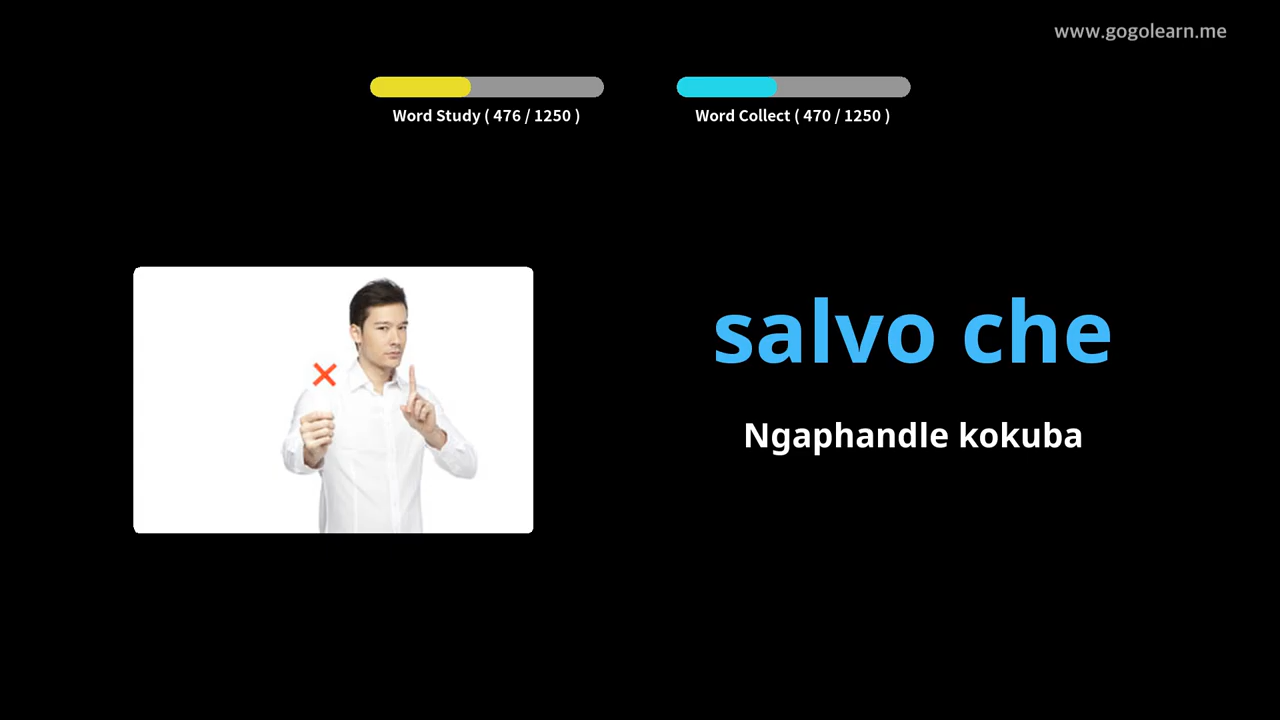 www.gogolearn.me
Word Study ( 476 / 1250 )
Word Collect ( 470 / 1250 )
salvo che
Ngaphandle kokuba